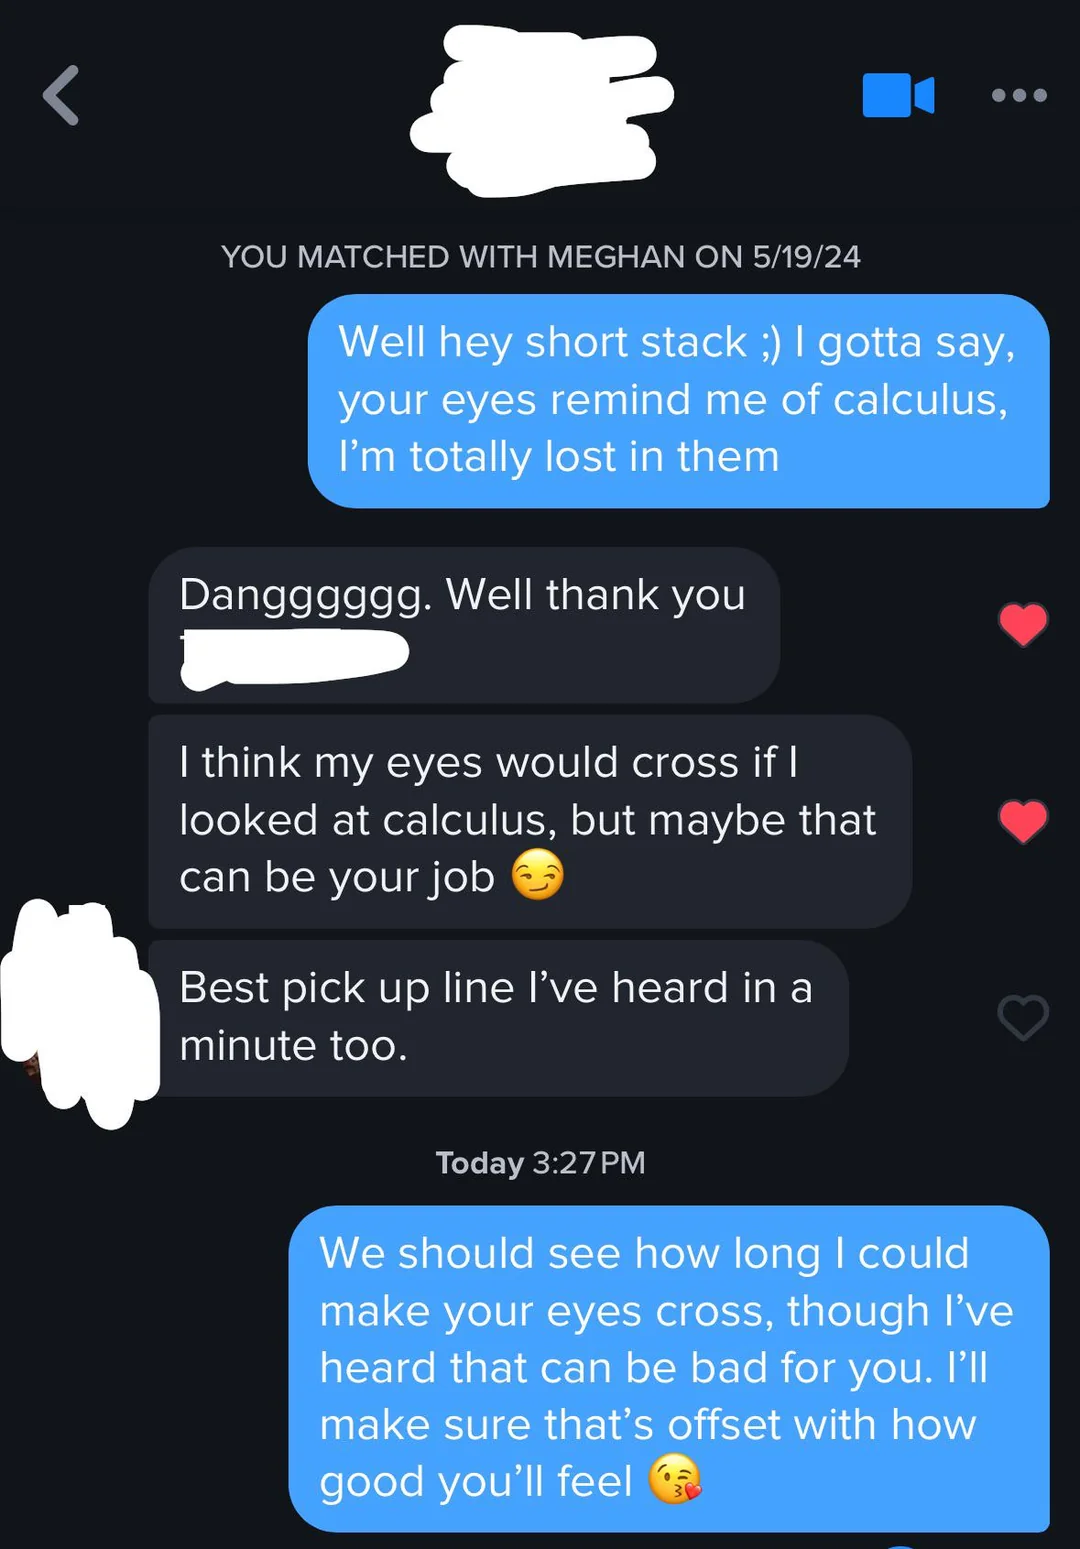 YOU MATCHED WITH MEGHAN ON 5/19/24
Well hey short stack ;) I gotta say,
your eyes remind me of calculus,
I’m totally lost in them
Dangggggg. Well thank you
I think my eyes would cross if I
looked at calculus, but maybe that
can be your job 😏
Best pick up line I’ve heard in a
minute too.
Today 3:27 PM
We should see how long I could
make your eyes cross, though I’ve
heard that can be bad for you. I’ll
make sure that’s offset with how
good you’ll feel 😘